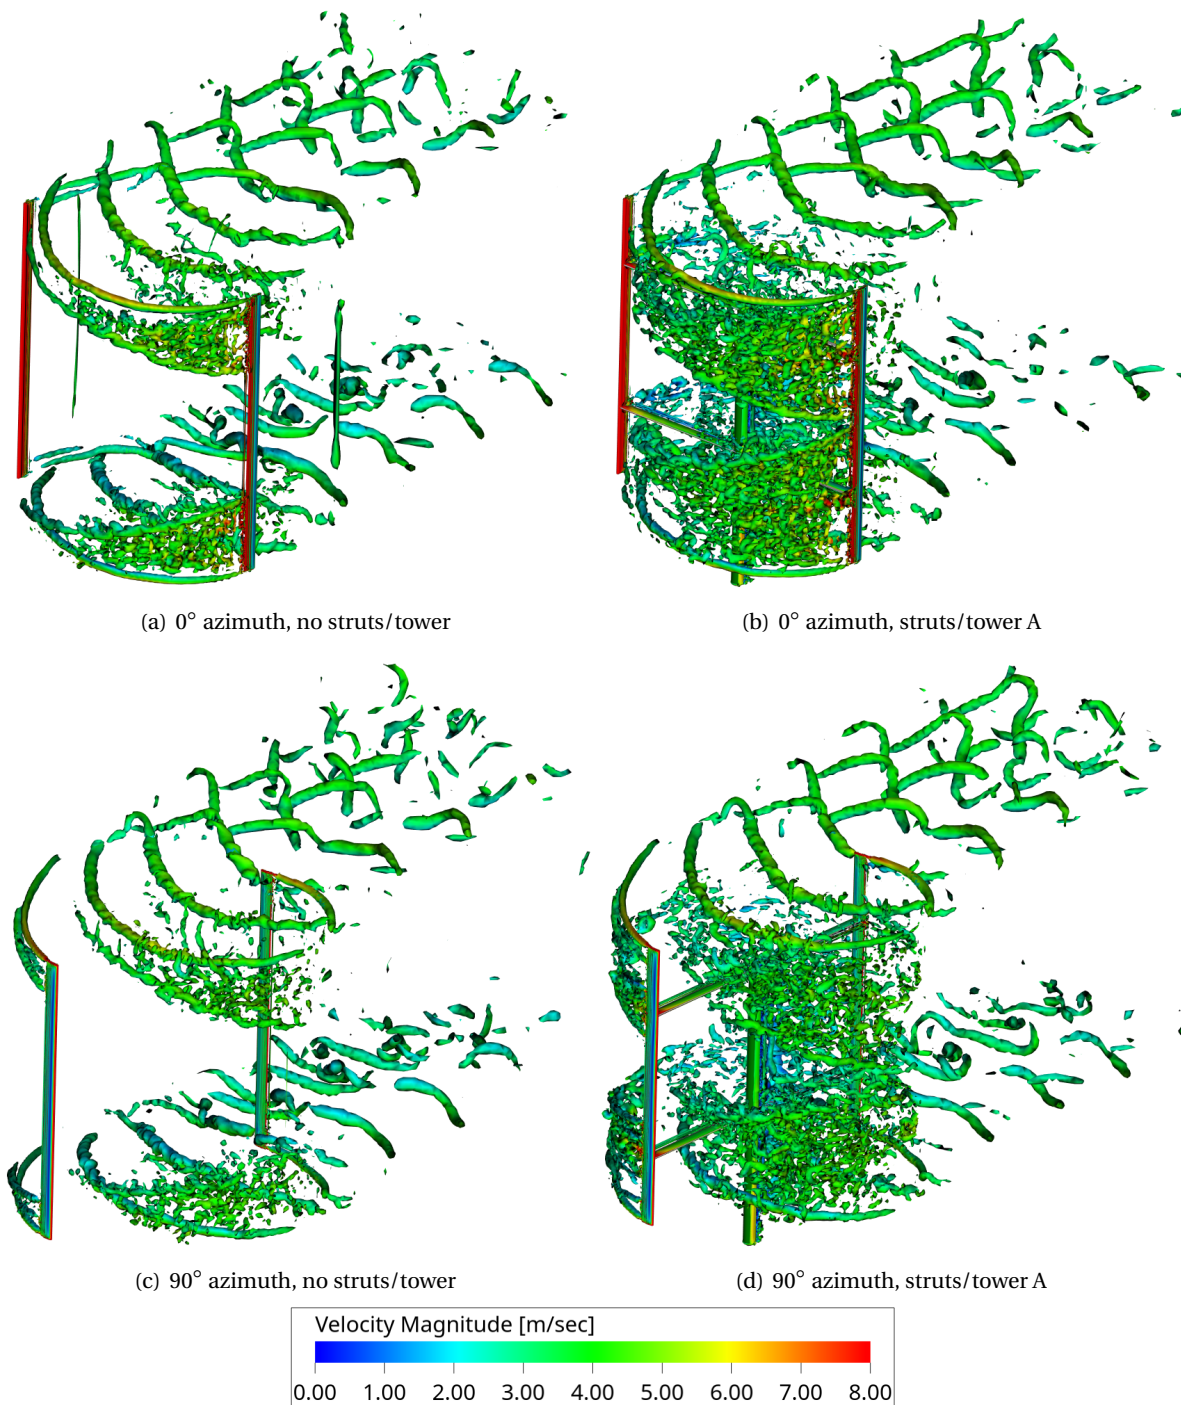 (a) 0° azimuth, no struts/tower
(b) 0° azimuth, struts/tower A
(c) 90° azimuth, no struts/tower
(d) 90° azimuth, struts/tower A
Velocity Magnitude [m/sec]
0.00 1.00 2.00 3.00 4.00 5.00 6.00 7.00 8.00